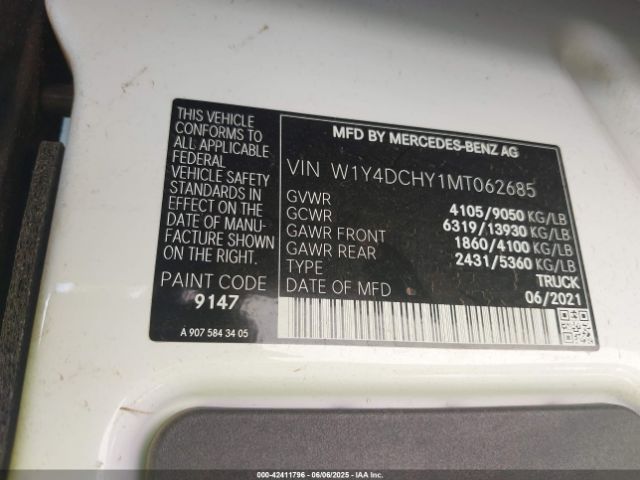 THIS VEHICLE
CONFORMS TO
ALL APPLICABLE
FEDERAL
VEHICLE SAFETY
STANDARDS
IN EFFECT ON THE
DATE OF MANU-
FACTURE SHOWN
ON THE RIGHT.
PAINT CODE
9147
A 907 584 34 05
MFD BY MERCEDES-BENZ AG
VIN W1Y4DCHY1MT062685
GVWR 4105/9050 KG/LB
GCWR 6319/13930 KG/LB
GAWR FRONT 1860/4100 KG/LB
GAWR REAR 2431/5360 KG/LB
TYPE TRUCK
DATE OF MFD 06/2021
000-42411796 - 06/06/2025 - IAA Inc.